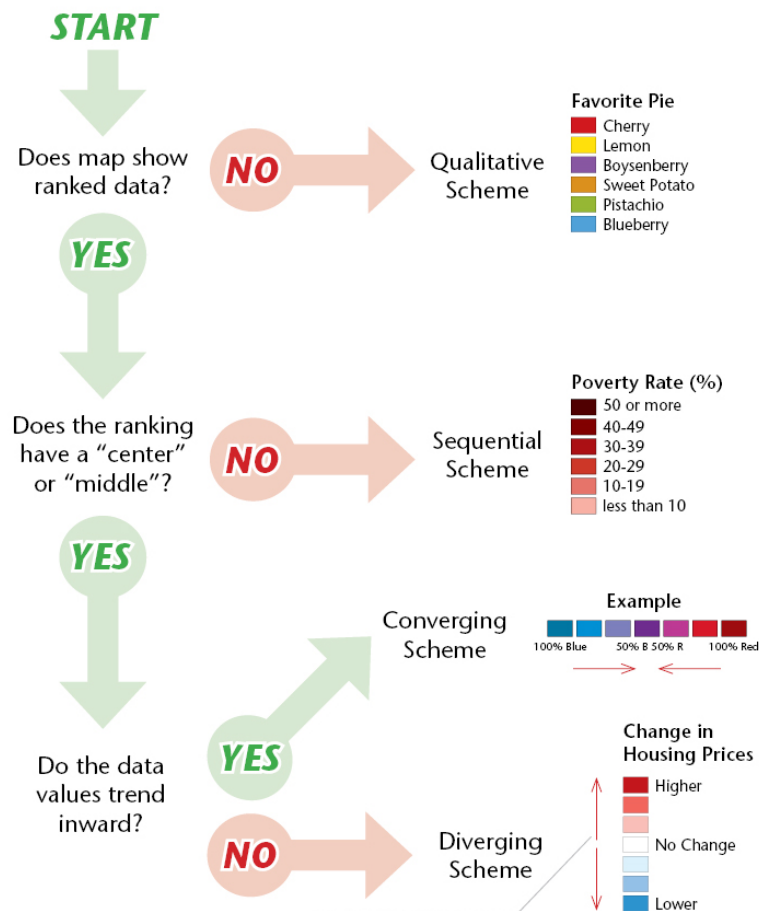 START
Does map show
ranked data?
NO
Qualitative
Scheme
Favorite Pie
Cherry
Lemon
Boysenberry
Sweet Potato
Pistachio
Blueberry
YES
Does the ranking
have a “center”
or “middle”?
NO
Sequential
Scheme
Poverty Rate (%)
50 or more
40-49
30-39
20-29
10-19
less than 10
YES
Converging
Scheme
Example
100% Blue 50% B 50% R 100% Red
Do the data
values trend
inward?
YES
NO
Diverging
Scheme
Change in
Housing Prices
Higher
No Change
Lower